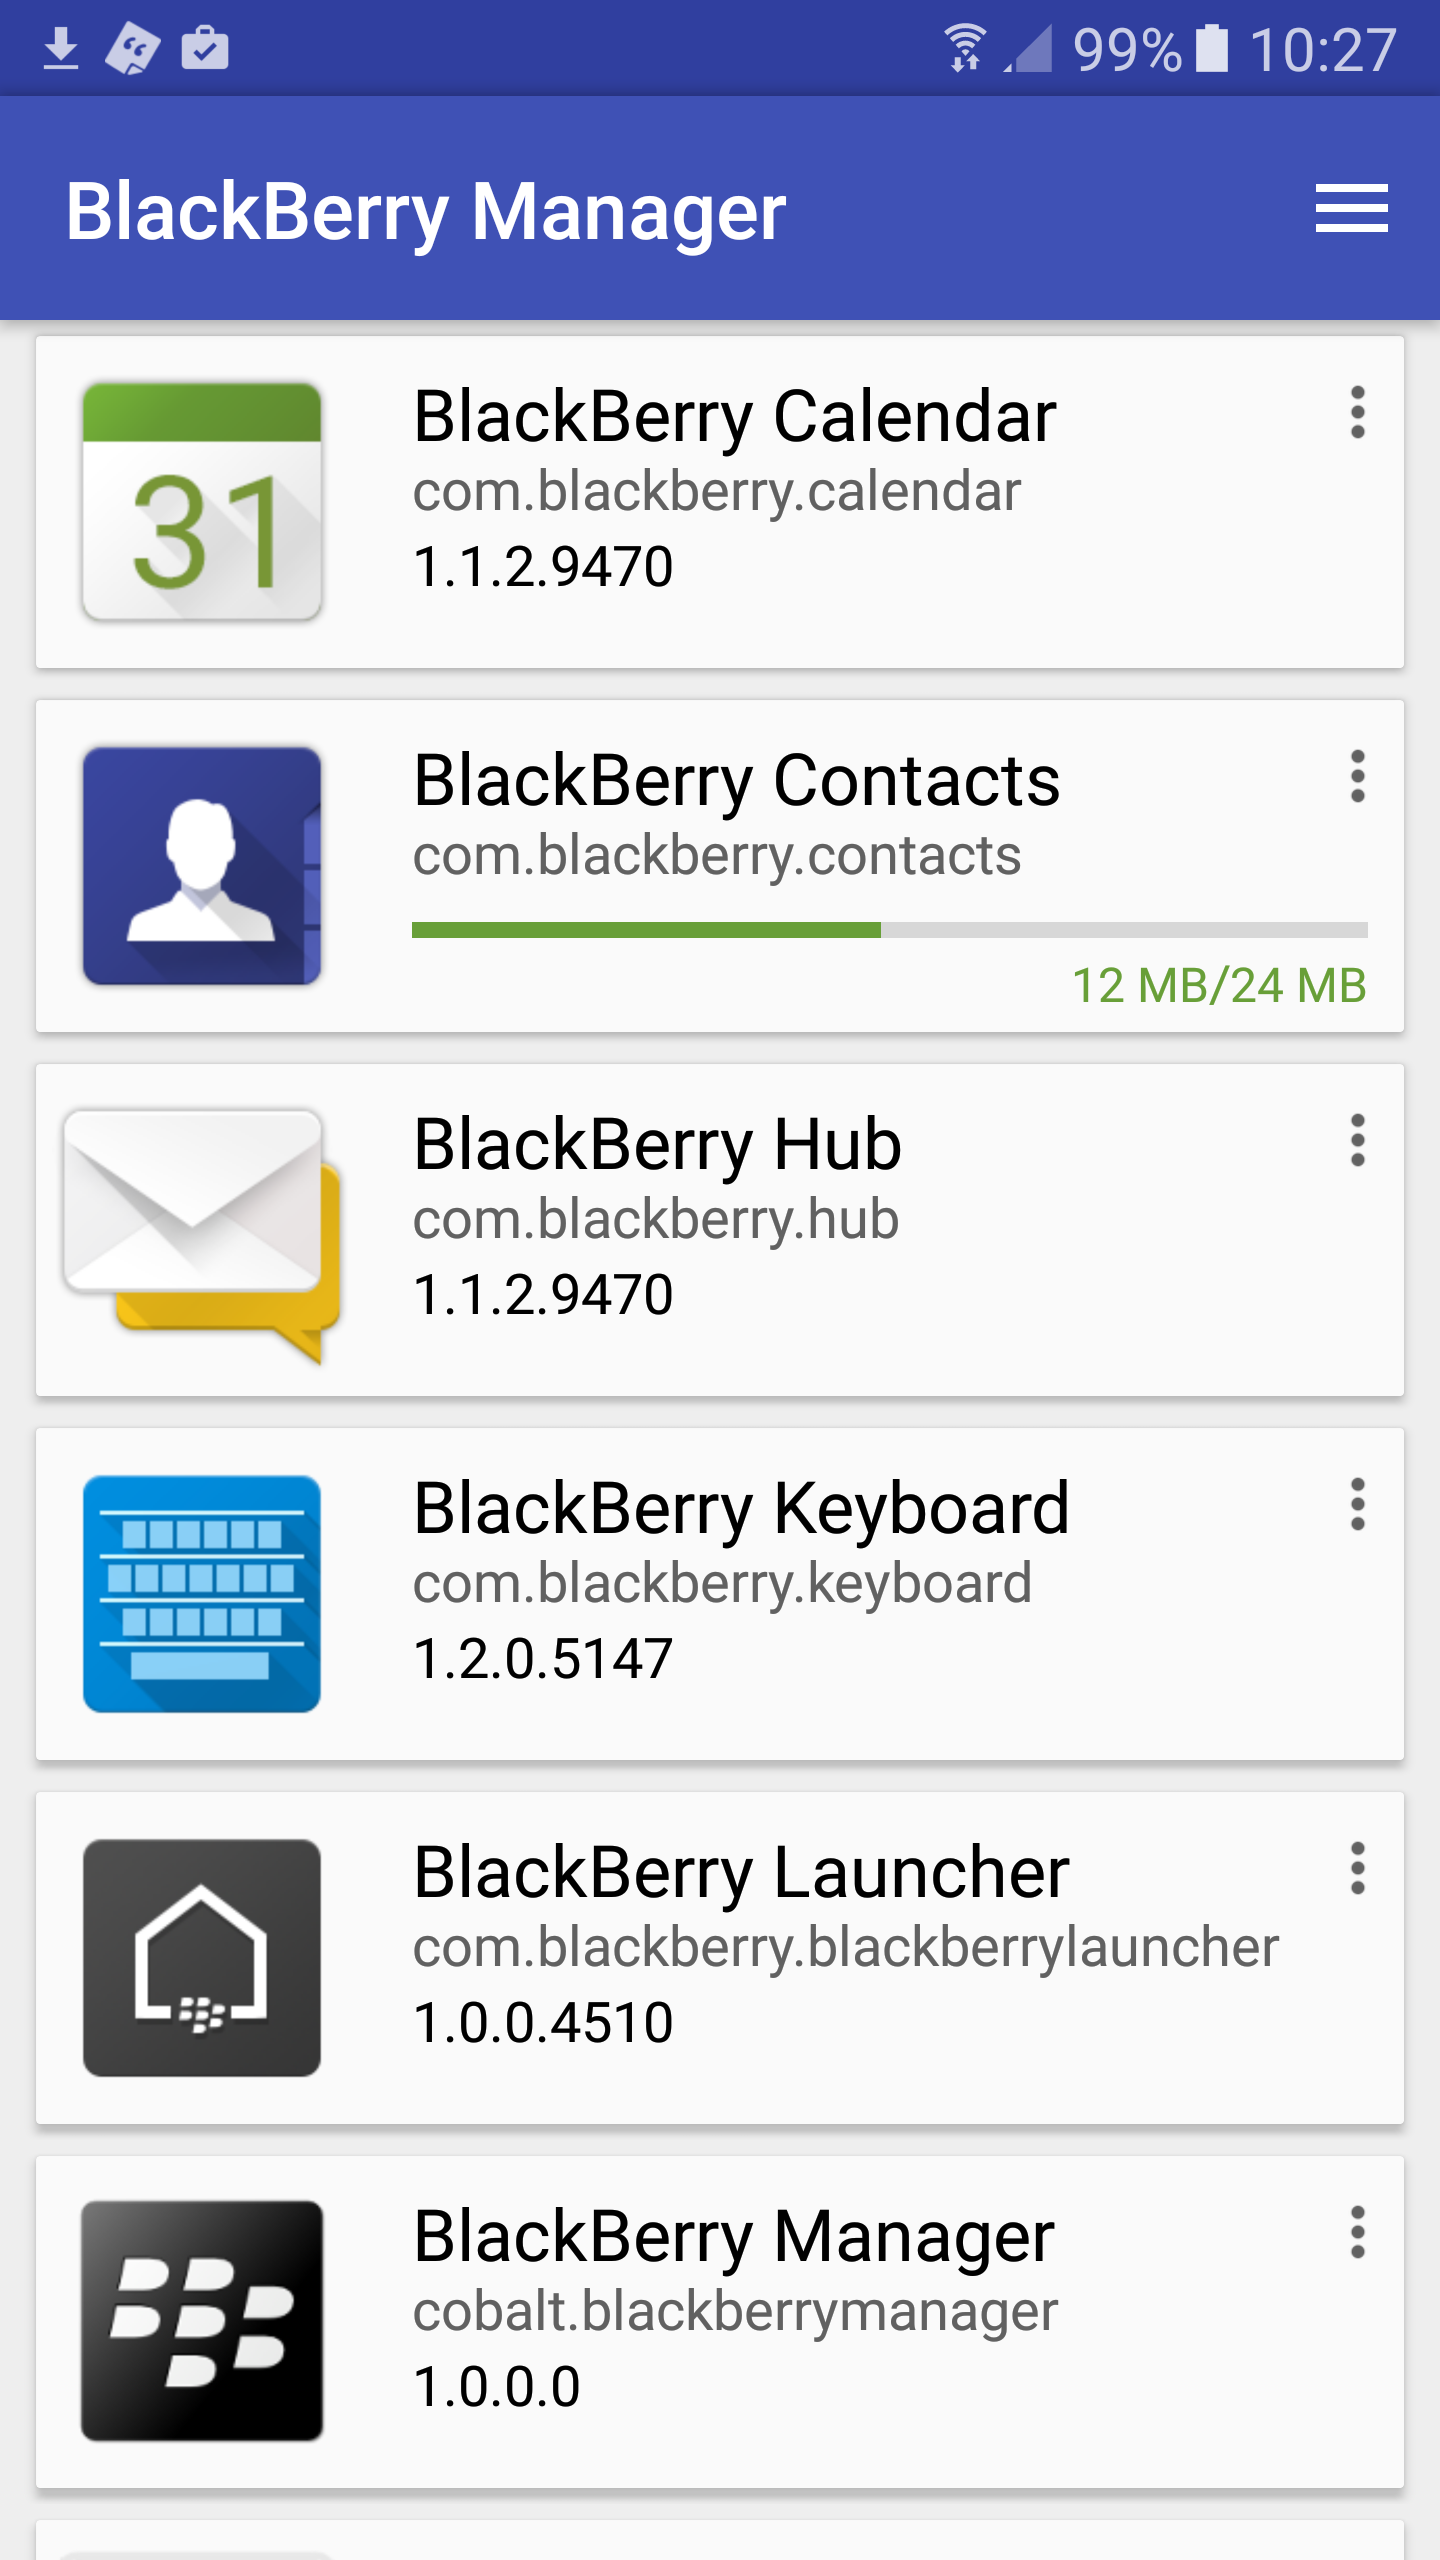 99% 10:27
BlackBerry Manager
31
BlackBerry Calendar
com.blackberry.calendar
1.1.2.9470
BlackBerry Contacts
com.blackberry.contacts
12 MB/24 MB
BlackBerry Hub
com.blackberry.hub
1.1.2.9470
BlackBerry Keyboard
com.blackberry.keyboard
1.2.0.5147
BlackBerry Launcher
com.blackberry.blackberrylauncher
1.0.0.4510
BlackBerry Manager
cobalt.blackberrymanager
1.0.0.0